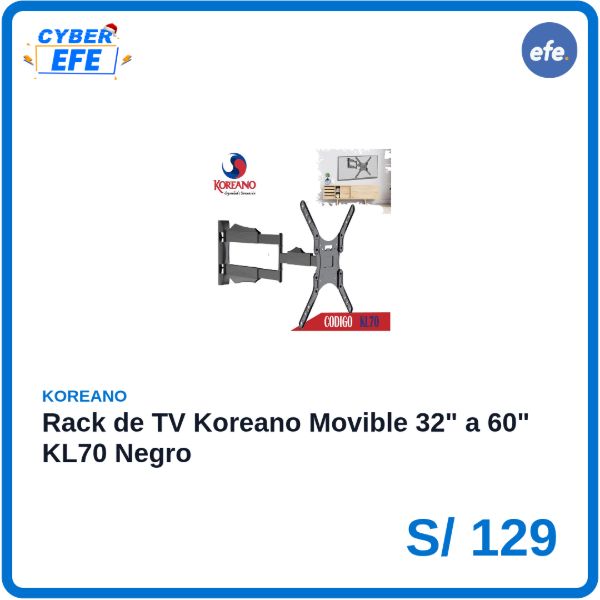 CYBER
EFE
efe.
KOREANO
KOREANO
Rack de TV Koreano Movible 32" a 60"
KL70 Negro
CODIGO KL70
S/ 129